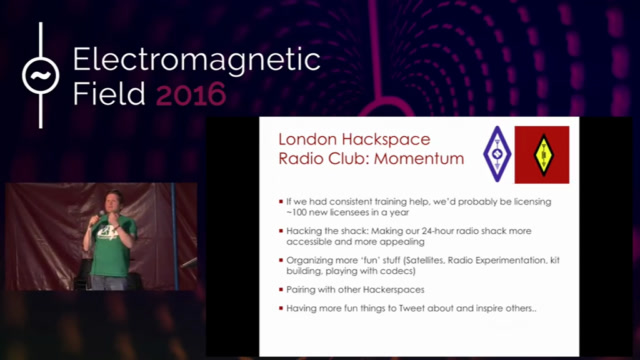 Electromagnetic
Field 2016
London Hackspace
Radio Club: Momentum
If we had consistent training help, we'd probably be licensing
~100 new licensees in a year
Hacking the shack: Making our 24-hour radio shack more
accessible and more appealing
Organizing more 'fun' stuff (Satellites, Radio Experimentation, kit
building, playing with codecs)
Pairing with other Hackerspaces
Having more fun things to Tweet about and inspire others..